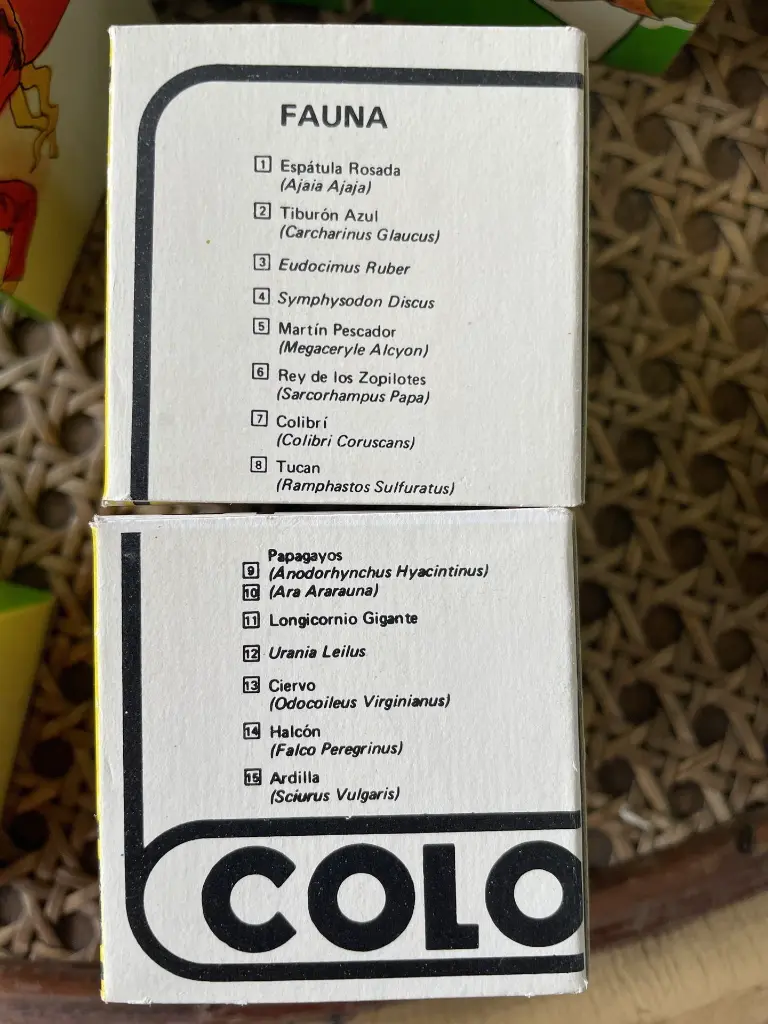 FAUNA
1 Espátula Rosada
(Ajaia Ajaja)
2 Tiburón Azul
(Carcharinus Glaucus)
3 Eudocimus Ruber
4 Symphysodon Discus
5 Martín Pescador
(Megaceryle Alcyon)
6 Rey de los Zopilotes
(Sarcorhampus Papa)
7 Colibrí
(Colibri Coruscans)
8 Tucan
(Ramphastos Sulfuratus)
Papagayos
9 (Anodorhynchus Hyacintinus)
10 (Ara Ararauna)
11 Longicornio Gigante
12 Urania Leilus
13 Ciervo
(Odocoileus Virginianus)
14 Halcón
(Falco Peregrinus)
15 Ardilla
(Sciurus Vulgaris)
COLO